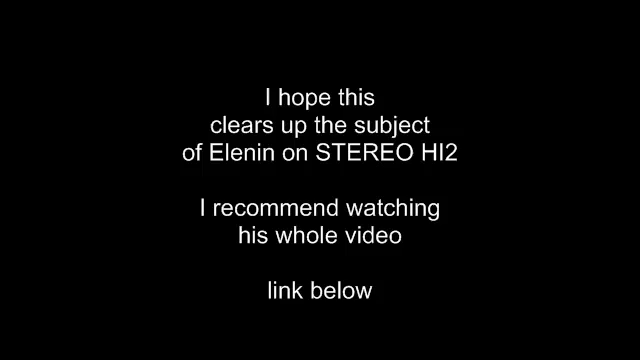 I hope this
clears up the subject
of Elenin on STEREO HI2
I recommend watching
his whole video
link below